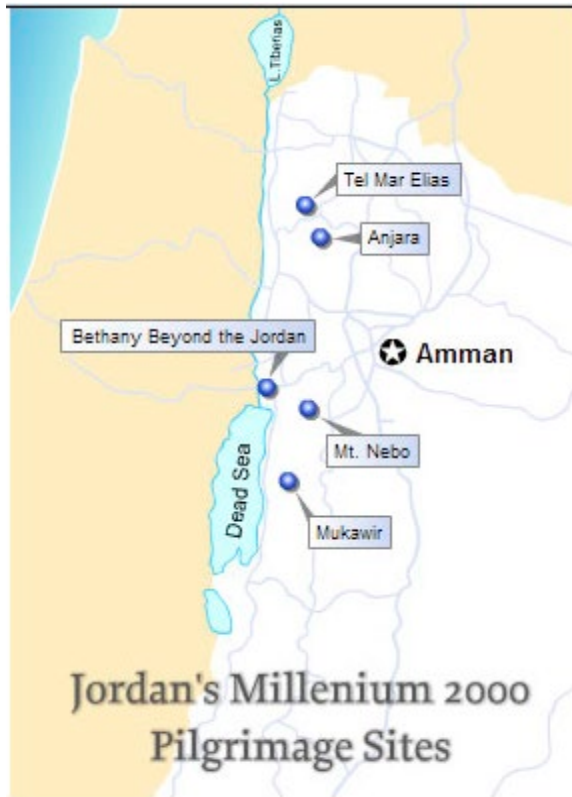 L.Tiberias
Tel Mar Elias
Anjara
Bethany Beyond the Jordan
Amman
Mt. Nebo
Dead Sea
Mukawir
Jordan's Millenium 2000
Pilgrimage Sites